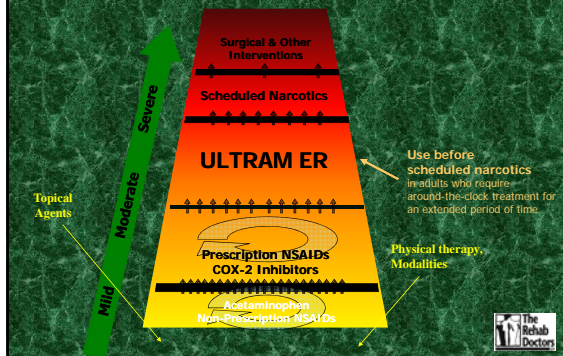 Surgical & Other
Interventions
Scheduled Narcotics
ULTRAM ER
Use before
scheduled narcotics
in adults who require
around-the-clock treatment for
an extended period of time
Prescription NSAIDs
COX-2 Inhibitors
Acetaminophen
Non-Prescription NSAIDs
Severe
Moderate
Mild
Topical
Agents
Physical therapy,
Modalities
The
Rehab
Doctors